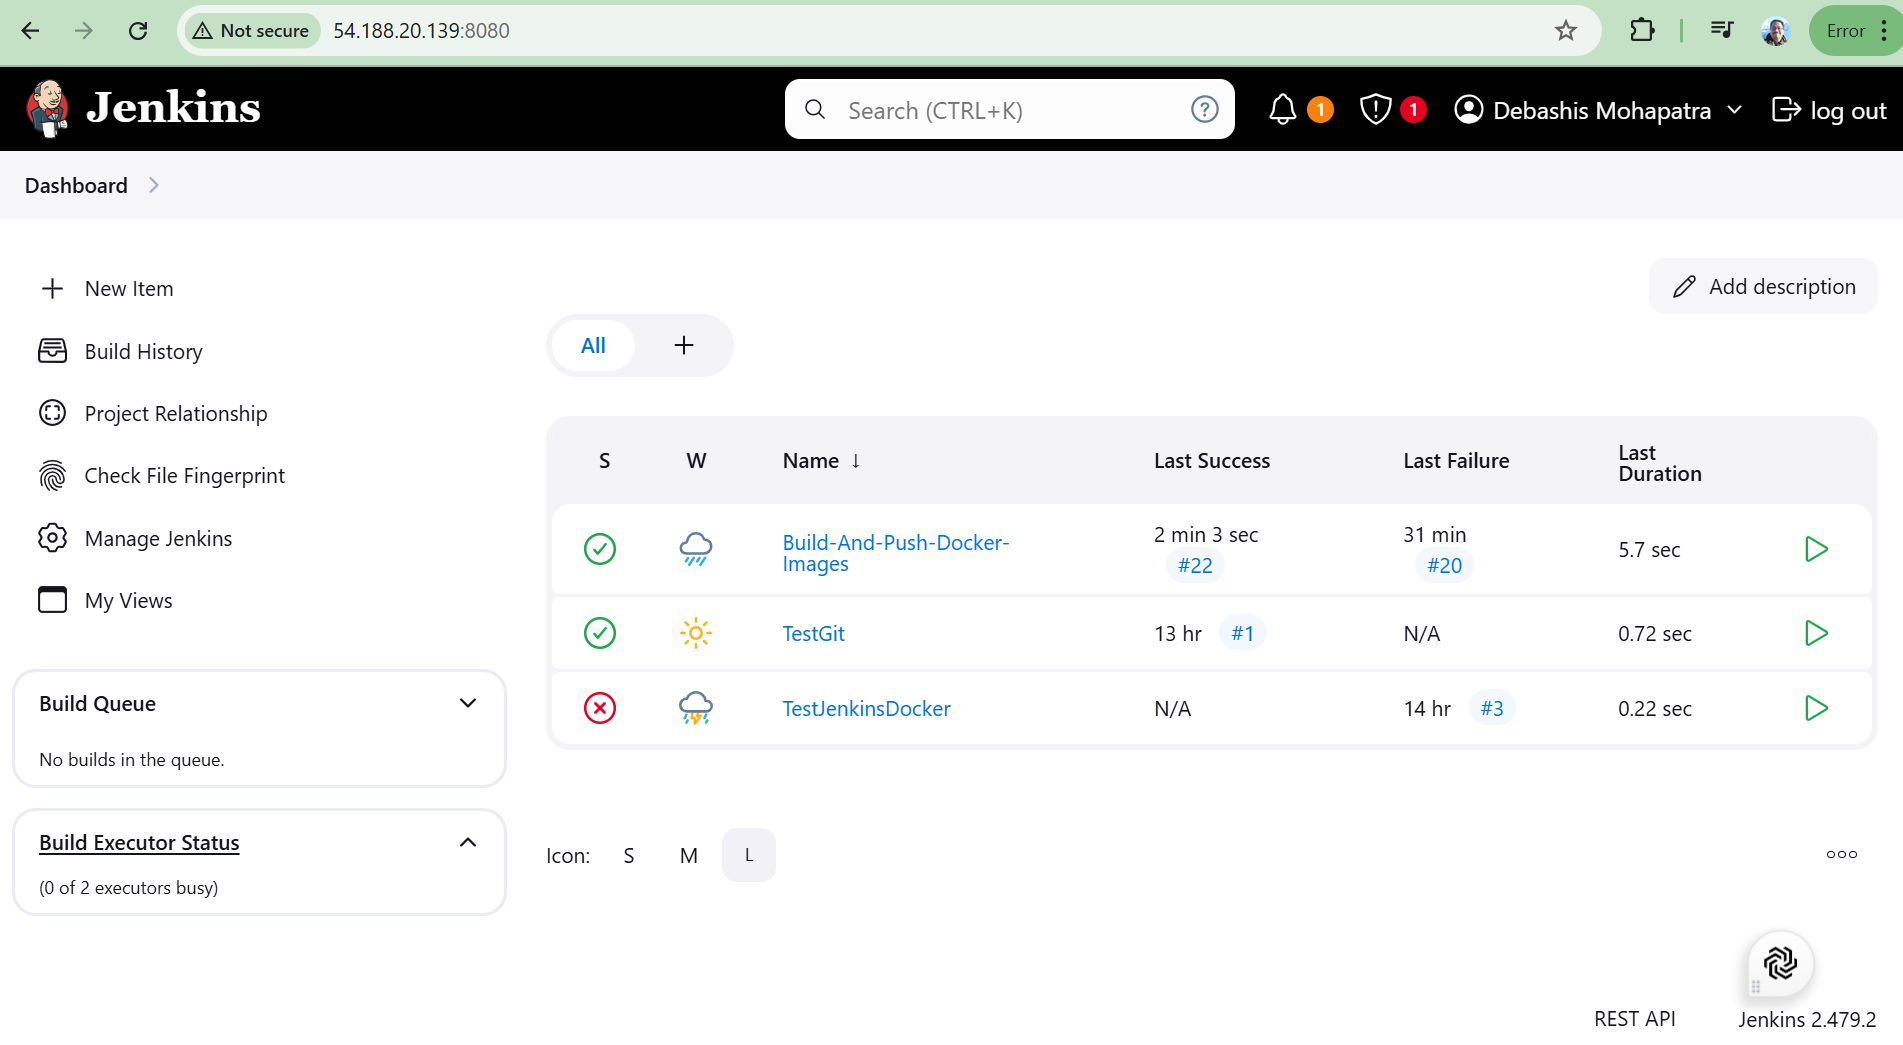 Not secure
54.188.20.139:8080
Error
Jenkins
Search (CTRL+K)
1
1
Debashis Mohapatra
log out
Dashboard
New Item
Build History
Project Relationship
Check File Fingerprint
Manage Jenkins
My Views
Build Queue
No builds in the queue.
Build Executor Status
(0 of 2 executors busy)
Add description
All
S W Name ↓ Last Success Last Failure Last
Duration
Build-And-Push-Docker-
Images
2 min 3 sec
#22
31 min
#20
5.7 sec
TestGit 13 hr #1 N/A 0.72 sec
TestJenkinsDocker N/A 14 hr #3 0.22 sec
Icon: S M L
REST API
Jenkins 2.479.2